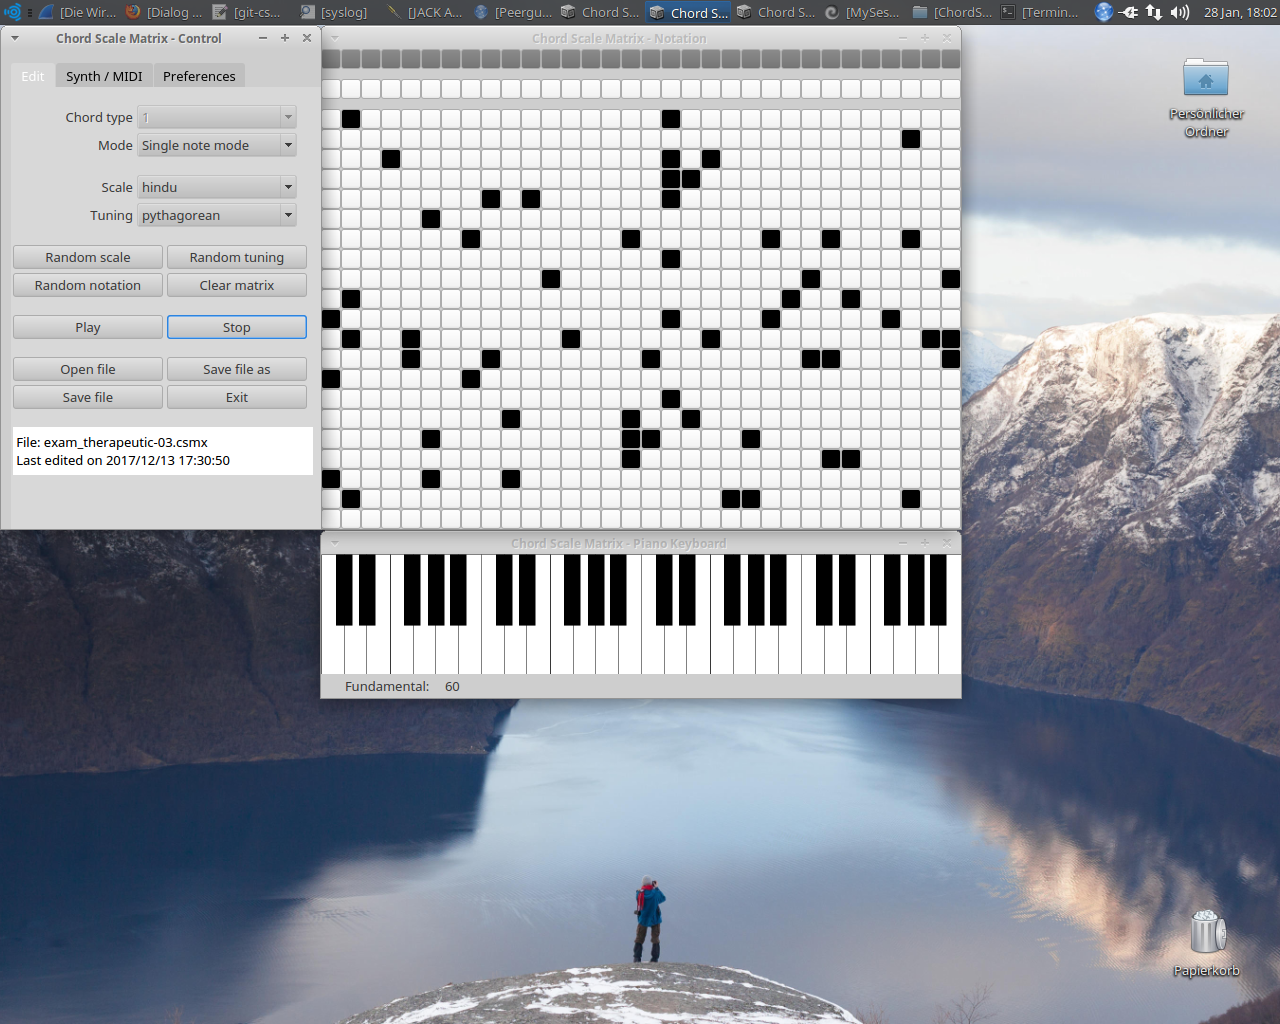 [Die Wir... [Dialog ... [git-cs... [syslog] [JACK A... [Peergu... Chord S... Chord S... Chord S... [MySes... [ChordS... [Termin... 28 Jan, 18:02
Chord Scale Matrix - Control
Edit Synth / MIDI Preferences
Chord type 1
Mode Single note mode
Scale hindu
Tuning pythagorean
Random scale Random tuning
Random notation Clear matrix
Play Stop
Open file Save file as
Save file Exit
File: exam_therapeutic-03.csmx
Last edited on 2017/12/13 17:30:50
Chord Scale Matrix - Notation
Chord Scale Matrix - Piano Keyboard
Fundamental: 60
Persönlicher
Ordner
Papierkorb